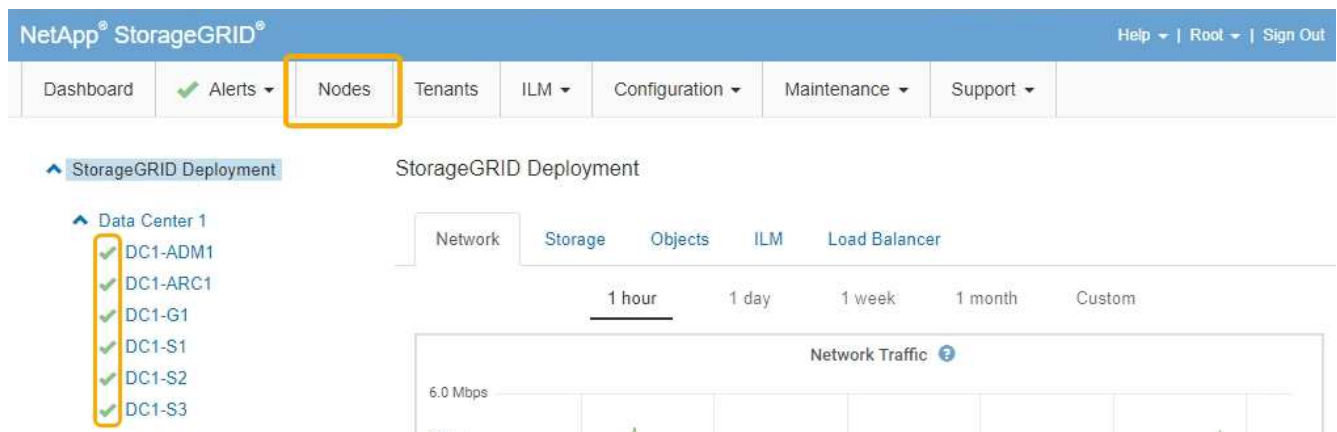 NetApp® StorageGRID®
Help | Root | Sign Out
Dashboard Alerts Nodes Tenants ILM Configuration Maintenance Support
StorageGRID Deployment
StorageGRID Deployment
Data Center 1
DC1-ADM1
DC1-ARC1
DC1-G1
DC1-S1
DC1-S2
DC1-S3
Network Storage Objects ILM Load Balancer
1 hour 1 day 1 week 1 month Custom
Network Traffic ?
6.0 Mbps